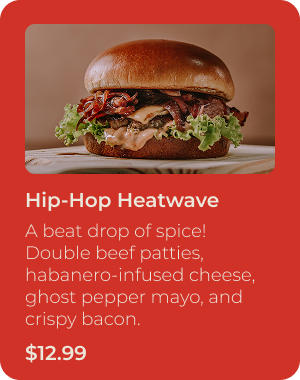 Hip-Hop Heatwave
A beat drop of spice!
Double beef patties,
habanero-infused cheese,
ghost pepper mayo, and
crispy bacon.
$12.99